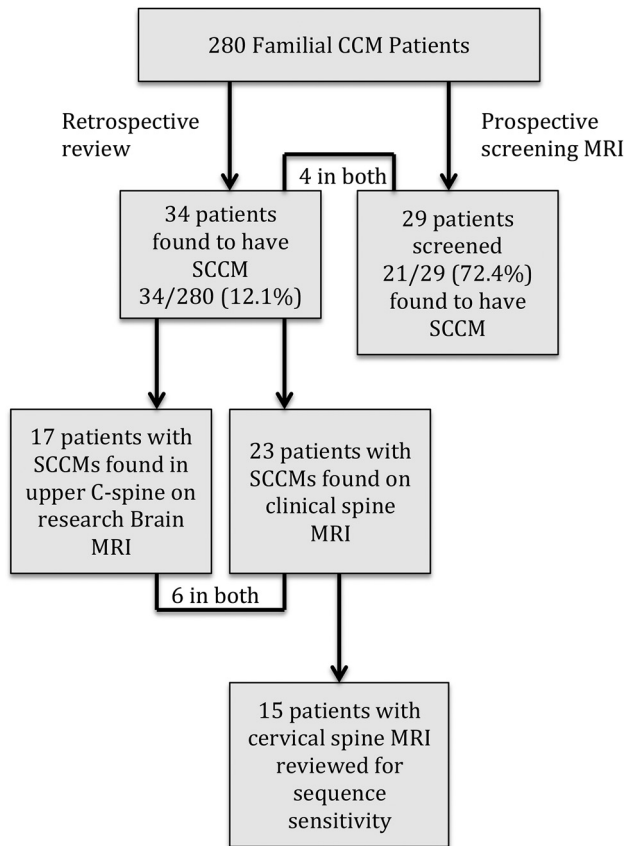 280 Familial CCM Patients
Retrospective
review
Prospective
screening MRI
4 in both
34 patients
found to have
SCCM
34/280 (12.1%)
29 patients
screened
21/29 (72.4%)
found to have
SCCM
17 patients with
SCCMs found in
upper C-spine on
research Brain
MRI
23 patients with
SCCMs found on
clinical spine
MRI
6 in both
15 patients with
cervical spine MRI
reviewed for
sequence
sensitivity